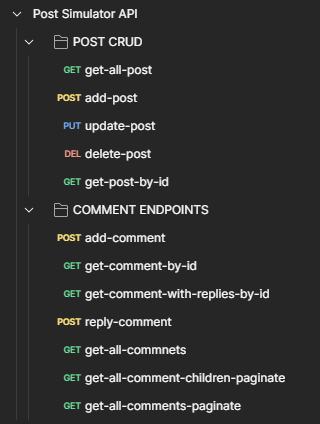 Post Simulator API
POST CRUD
GET get-all-post
POST add-post
PUT update-post
DEL delete-post
GET get-post-by-id
COMMENT ENDPOINTS
POST add-comment
GET get-comment-by-id
GET get-comment-with-replies-by-id
POST reply-comment
GET get-all-commnets
GET get-all-comment-children-paginate
GET get-all-comments-paginate